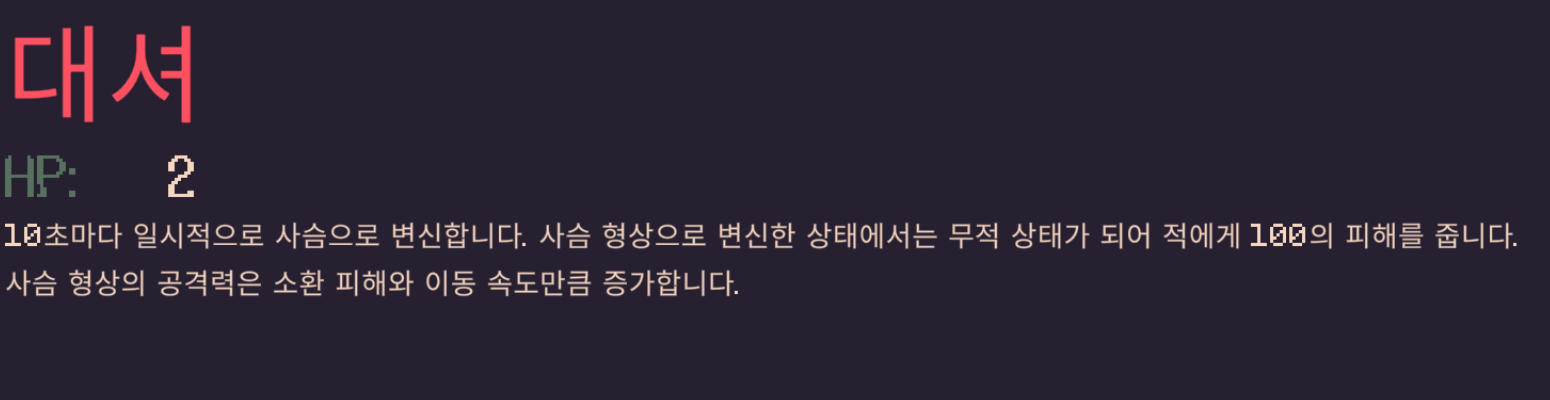 대셔
HP: 2
10초마다 일시적으로 사슴으로 변신합니다. 사슴 형상으로 변신한 상태에서는 무적 상태가 되어 적에게 100의 피해를 줍니다.
사슴 형상의 공격력은 소환 피해와 이동 속도만큼 증가합니다.